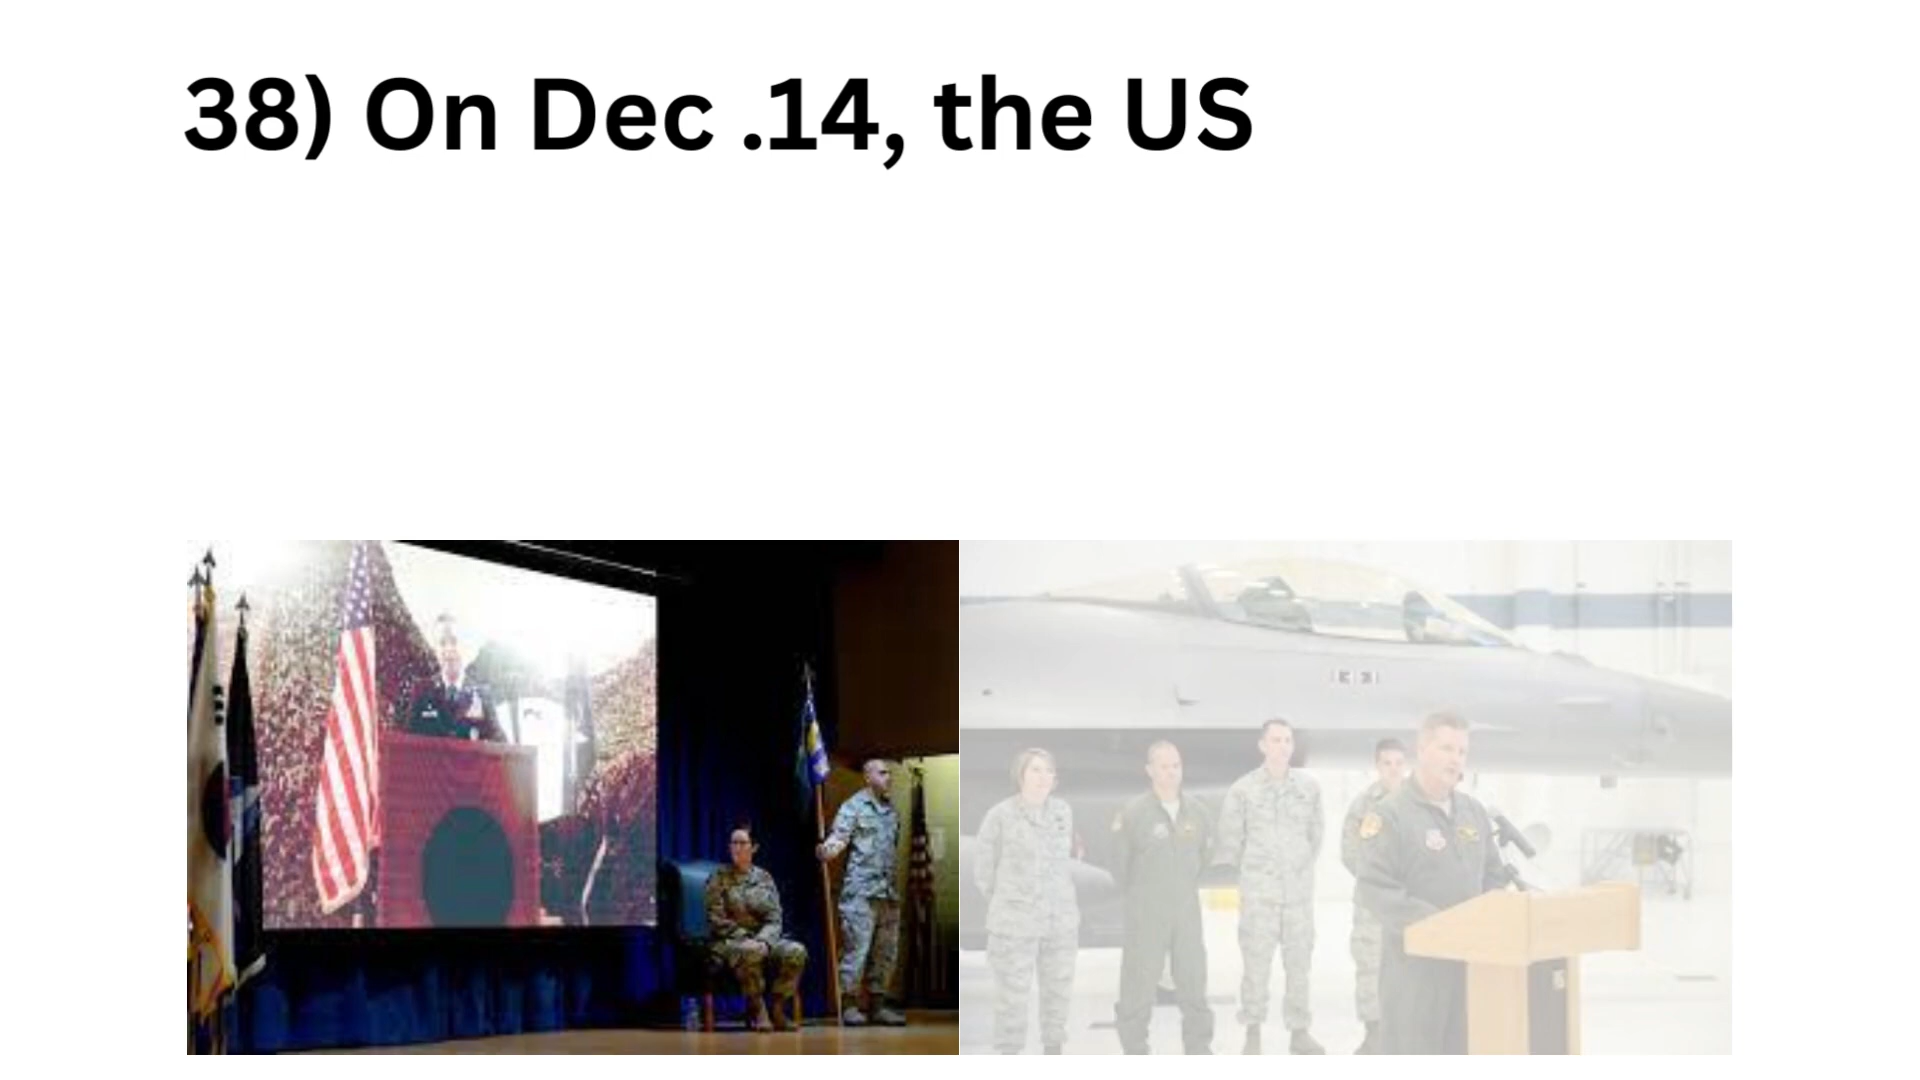 38) On Dec .14, the US